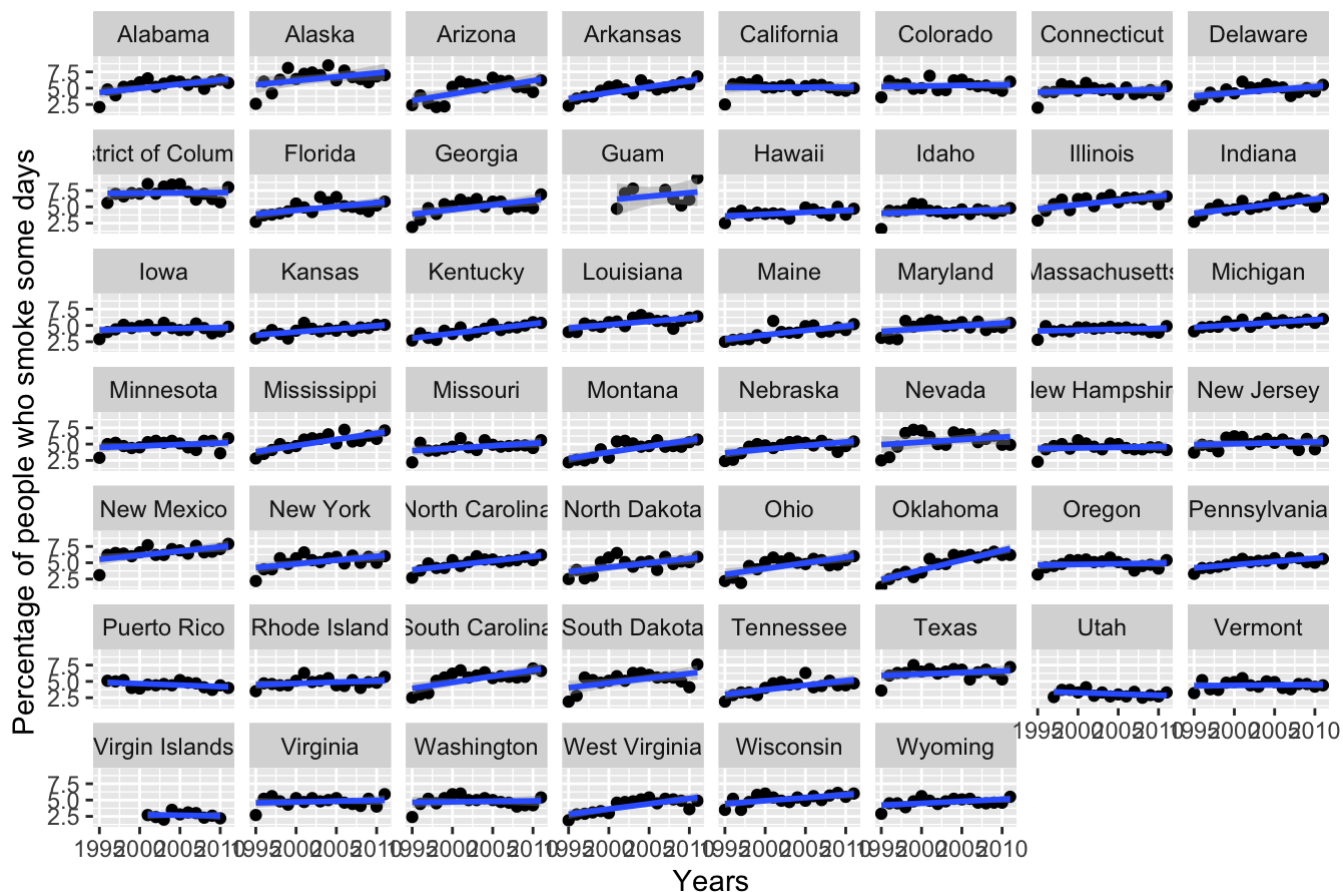 Alabama Alaska Arizona Arkansas California Colorado Connecticut Delaware
7.5
5.0
2.5
strict of Colum Florida Georgia Guam Hawaii Idaho Illinois Indiana
7.5
5.0
2.5
Iowa Kansas Kentucky Louisiana Maine Maryland Massachusetts Michigan
7.5
5.0
2.5
Minnesota Mississippi Missouri Montana Nebraska Nevada New Hampshir New Jersey
7.5
5.0
2.5
New Mexico New York North Carolina North Dakota Ohio Oklahoma Oregon Pennsylvania
7.5
5.0
2.5
Puerto Rico Rhode Island South Carolina South Dakota Tennessee Texas Utah Vermont
7.5
5.0
2.5
1995 2000 2005 2010 1995 2000 2005 2010
Virgin Islands Virginia Washington West Virginia Wisconsin Wyoming
7.5
5.0
2.5
1995 2000 2005 2010 1995 2000 2005 2010 1995 2000 2005 2010 1995 2000 2005 2010 1995 2000 2005 2010 1995 2000 2005 2010
Years
Percentage of people who smoke some days